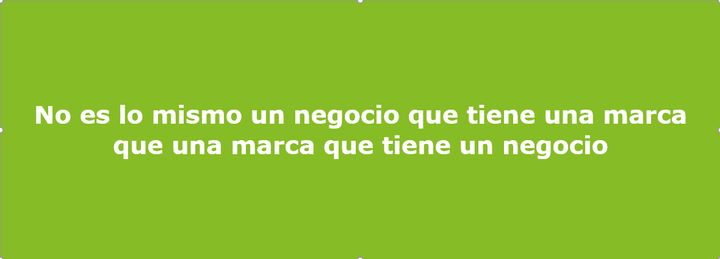 No es lo mismo un negocio que tiene una marca
que una marca que tiene un negocio